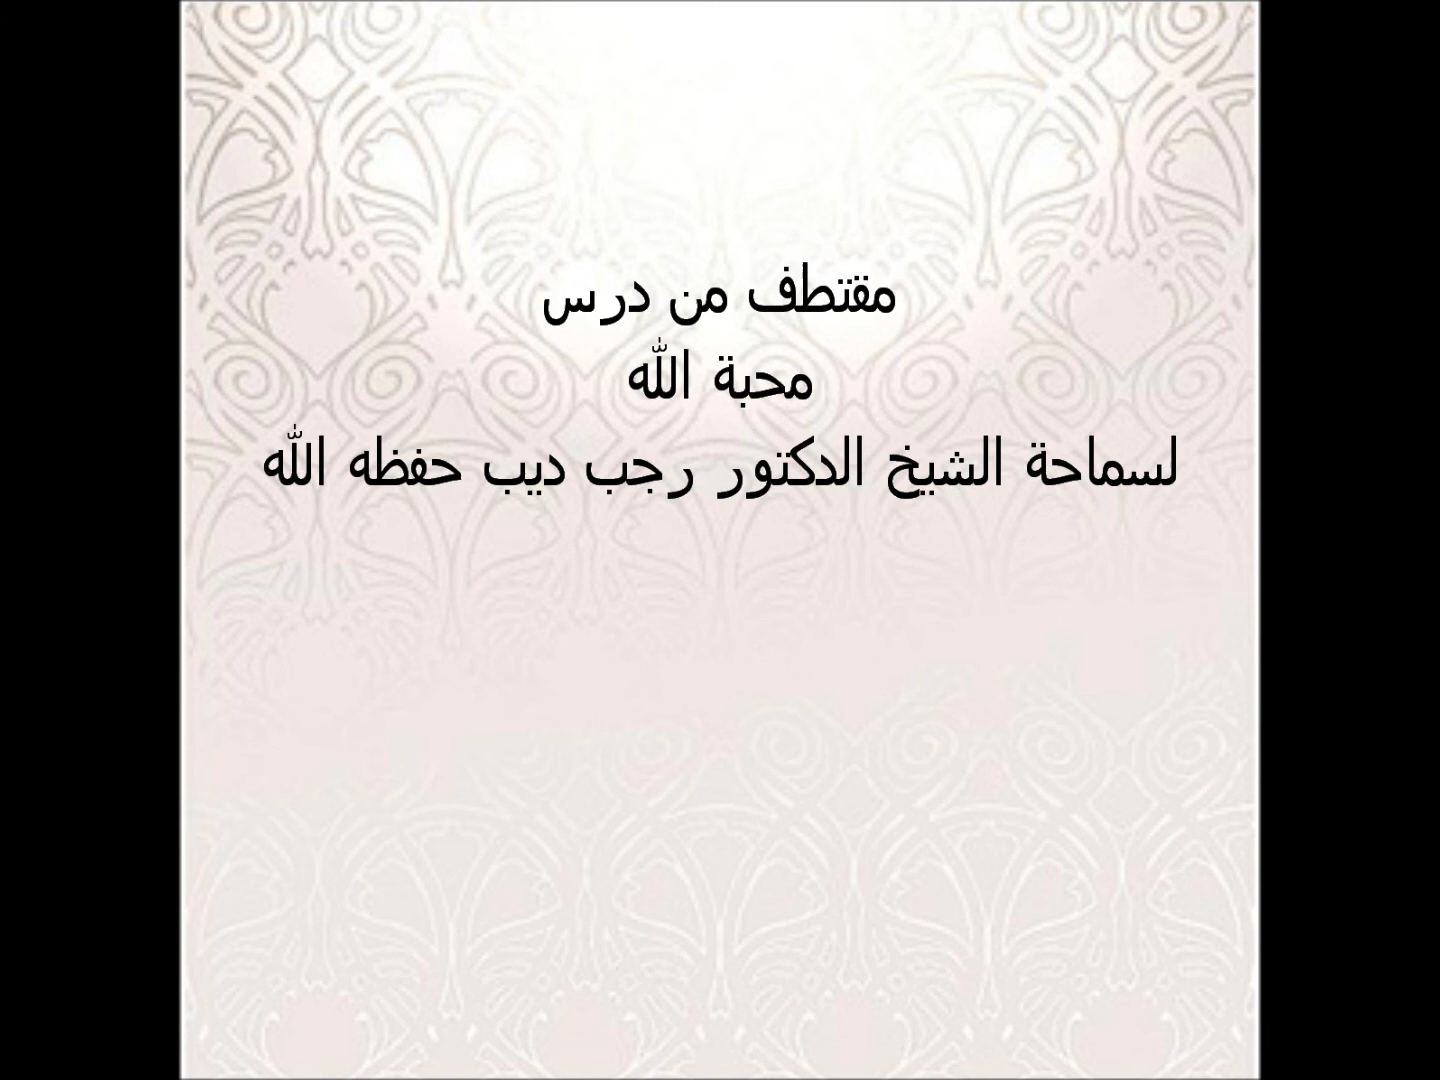 مقتطف من درس
محبة الله
لسماحة الشيخ الدكتور رجب ديب حفظه الله